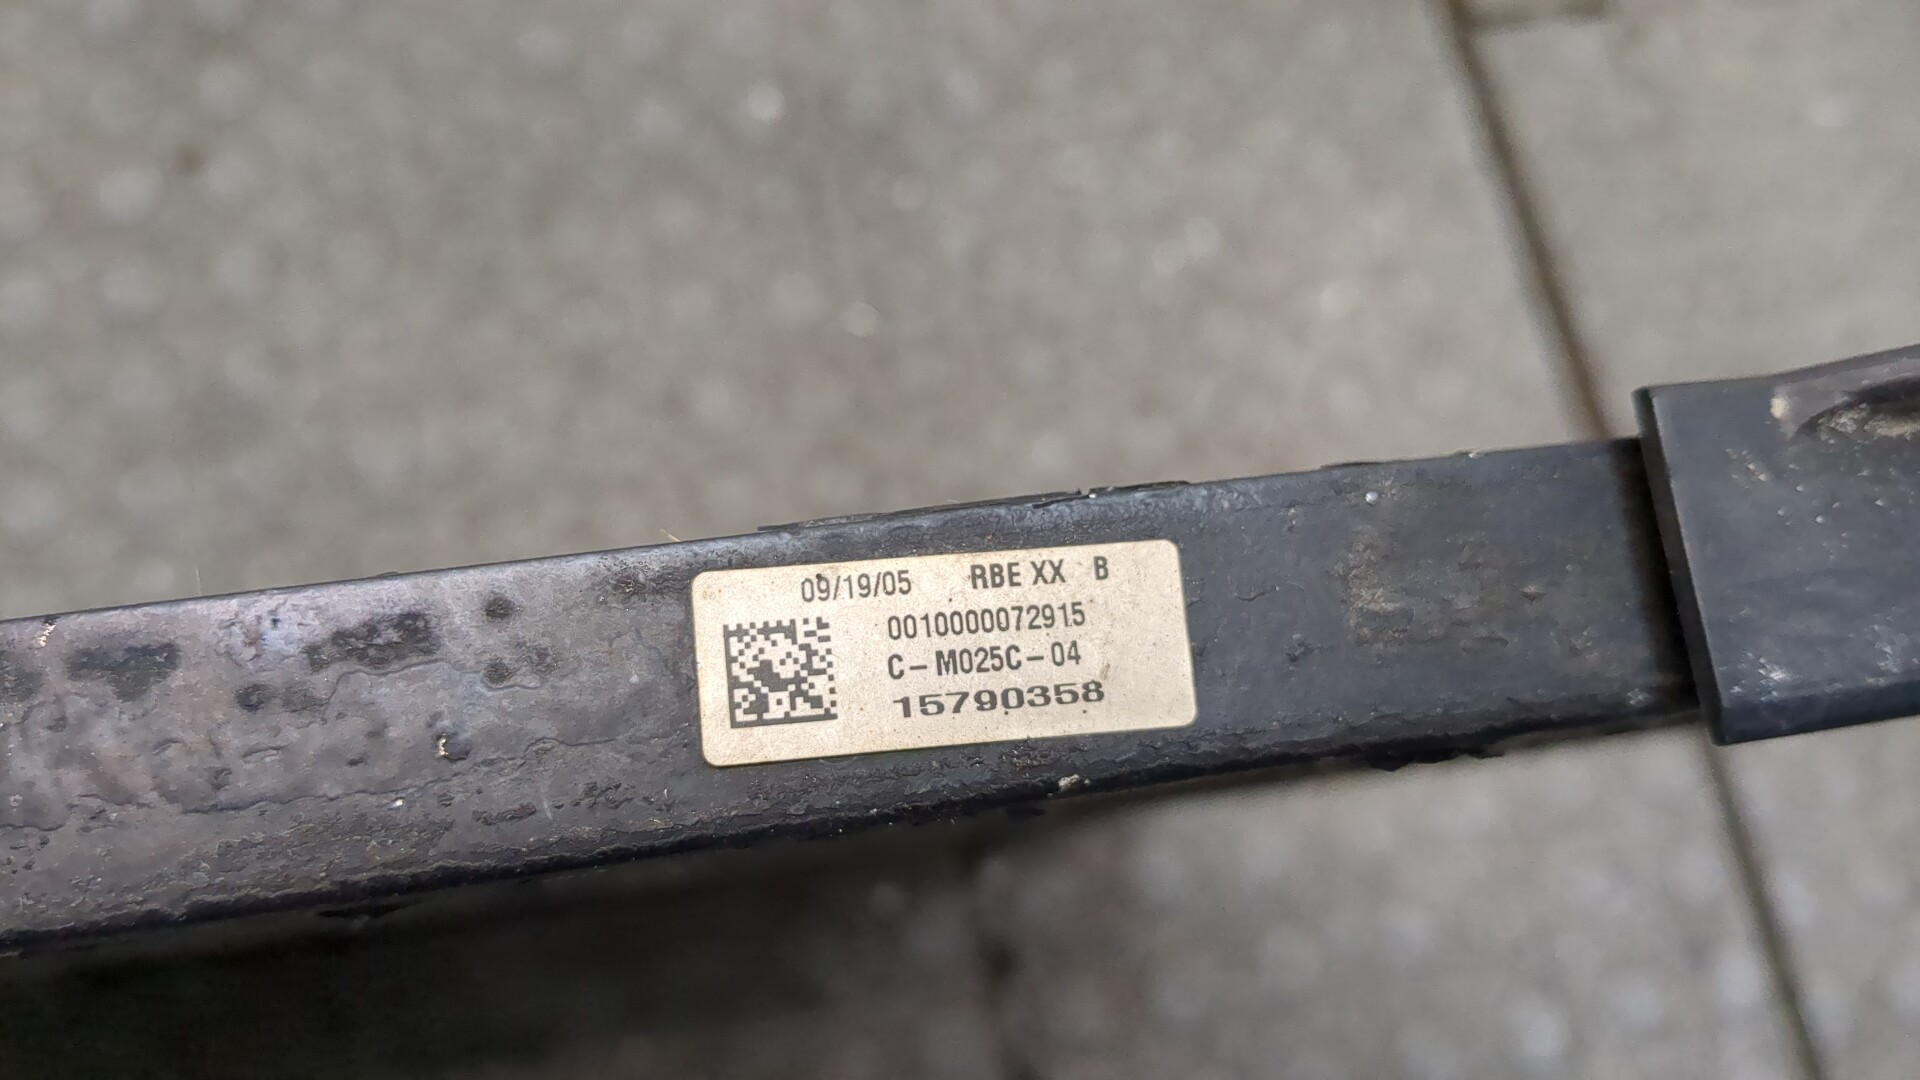 09/19/05 RBE XX B
0010000072915
C-M025C-04
15790358